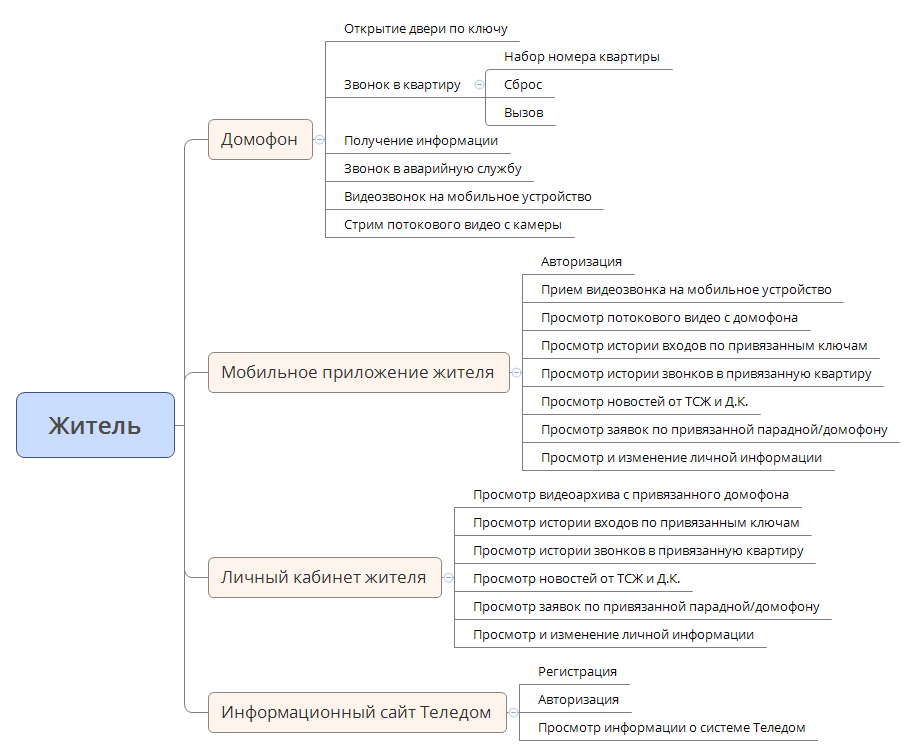 Житель
Домофон
Открытие двери по ключу
Звонок в квартиру
Набор номера квартиры
Сброс
Вызов
Получение информации
Звонок в аварийную службу
Видеозвонок на мобильное устройство
Стрим потокового видео с камеры
Мобильное приложение жителя
Авторизация
Прием видеозвонка на мобильное устройство
Просмотр потокового видео с домофона
Просмотр истории входов по привязанным ключам
Просмотр истории звонков в привязанную квартиру
Просмотр новостей от ТСЖ и Д.К.
Просмотр заявок по привязанной парадной/домофону
Просмотр и изменение личной информации
Личный кабинет жителя
Просмотр видеоархива с привязанного домофона
Просмотр истории входов по привязанным ключам
Просмотр истории звонков в привязанную квартиру
Просмотр новостей от ТСЖ и Д.К.
Просмотр заявок по привязанной парадной/домофону
Просмотр и изменение личной информации
Информационный сайт Теледом
Регистрация
Авторизация
Просмотр информации о системе Теледом